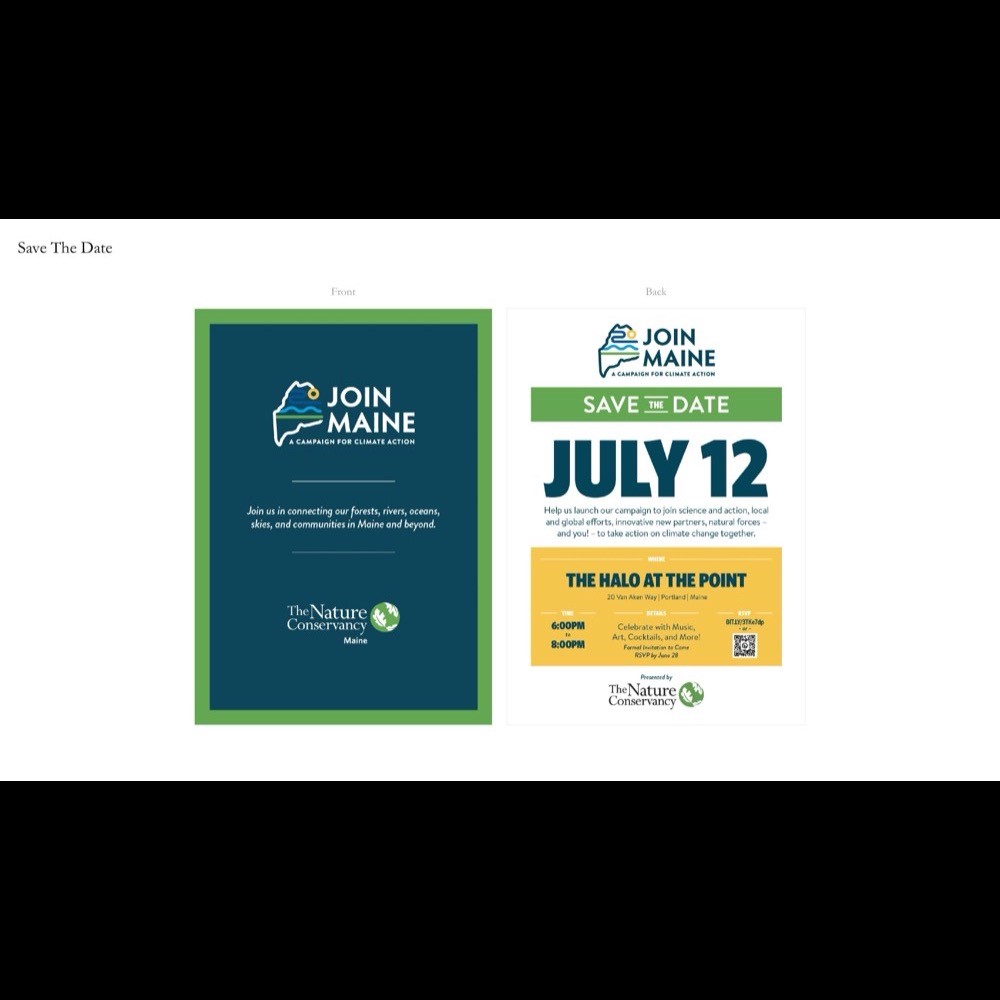 Save The Date
Front
JOIN
MAINE
A CAMPAIGN FOR CLIMATE ACTION
Join us in connecting our forests, rivers, oceans,
skies, and communities in Maine and beyond.
The Nature
Conservancy
Maine
Back
JOIN
MAINE
A CAMPAIGN FOR CLIMATE ACTION
SAVE THE DATE
JULY 12
Help us launch our campaign to join science and action, local
and global efforts, innovative new partners, natural forces –
and you! – to take action on climate change together.
WHERE
THE HALO AT THE POINT
20 Van Aken Way | Portland | Maine
TIME
6:00PM
to
8:00PM
DETAILS
Celebrate with Music,
Art, Cocktails, and More!
Formal Invitation to Come
RSVP by June 28
RSVP
- or -
Presented by
The Nature
Conservancy